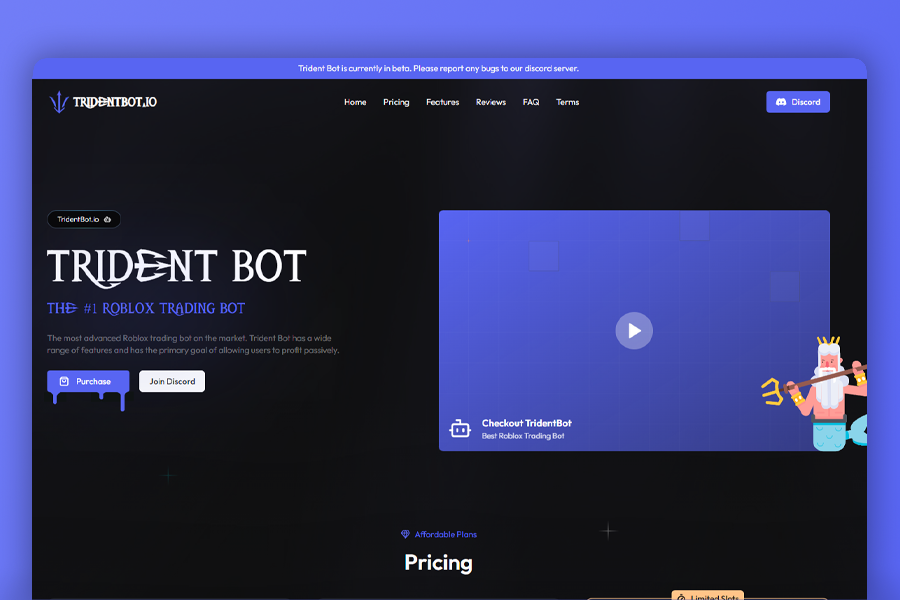 Trident Bot is currently in beta. Please report any bugs to our discord server.
TRIDENTBOT.IO
Home Pricing Features Reviews FAQ Terms
Discord
TridentBot.io
TRIDENT BOT
THE #1 ROBLOX TRADING BOT
The most advanced Roblox trading bot on the market. Trident Bot has a wide
range of features and has the primary goal of allowing users to profit passively.
Purchase
Join Discord
Checkout TridentBot
Best Roblox Trading Bot
Affordable Plans
Pricing
Limited Slots